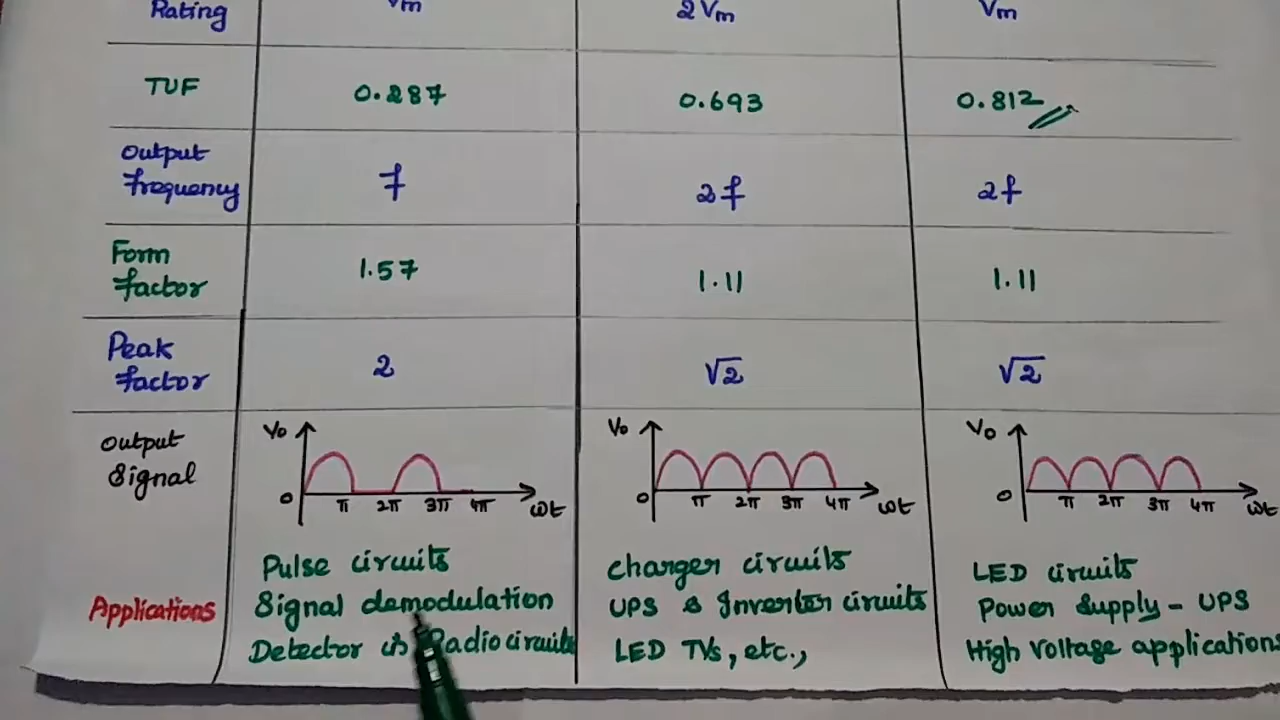 Rating Vm 2Vm Vm
TUF 0.287 0.693 0.812
Output
frequency f 2f 2f
Form
factor 1.57 1.11 1.11
Peak
factor 2 √2 √2
Output
Signal
Vo 0 π 2π 3π 4π ωt
Vo 0 π 2π 3π 4π ωt
Vo 0 π 2π 3π 4π ωt
Applications
Pulse circuits
Signal demodulation
Detector in Radio circuits
Charger circuits
UPS & Inverter circuits
LED TVs, etc.,
LED circuits
Power Supply - UPS
High Voltage applications